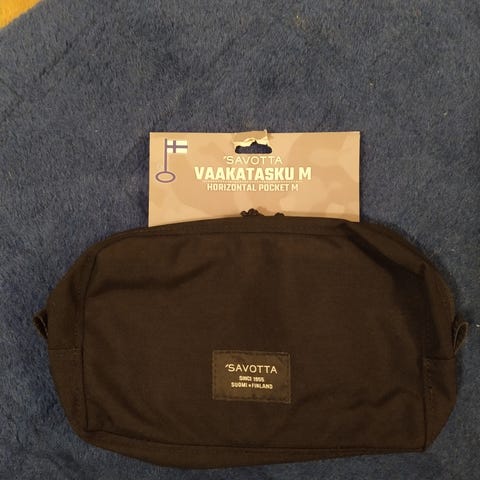 SAVOTTA
VAAKATASKU M
HORIZONTAL POCKET M
SAVOTTA
SINCE 1955
SUOMI FINLAND